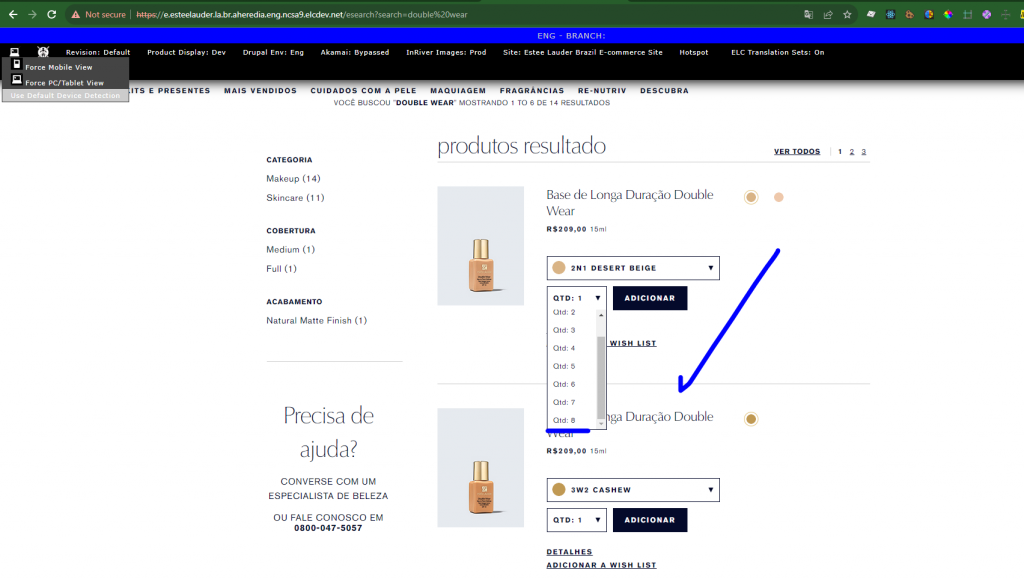 Not secure https://e.esteelauder.la.br.aheredia.eng.ncsa9.elcdev.net/esearch?search=double%20wear
ENG - BRANCH:
Revision: Default Product Display: Dev Drupal Env: Eng Akamai: Bypassed InRiver Images: Prod Site: Estee Lauder Brazil E-commerce Site Hotspot ELC Translation Sets: On
Force Mobile View
Force PC/Tablet View
Use Default Device Detection
ITS E PRESENTES MAIS VENDIDOS CUIDADOS COM A PELE MAQUIAGEM FRAGRÂNCIAS RE-NUTRIV DESCUBRA
VOCÊ BUSCOU "DOUBLE WEAR" MOSTRANDO 1 TO 6 DE 14 RESULTADOS
produtos resultado
VER TODOS 1 2 3
CATEGORIA
Makeup (14)
Skincare (11)
COBERTURA
Medium (1)
Full (1)
ACABAMENTO
Natural Matte Finish (1)
Precisa de
ajuda?
CONVERSE COM UM
ESPECIALISTA DE BELEZA
OU FALE CONOSCO EM
0800-047-5057
Base de Longa Duração Double
Wear
R$209,00 15ml
2N1 DESERT BEIGE
QTD: 1 ADICIONAR
Qtd: 2
Qtd: 3
Qtd: 4
Qtd: 5
Qtd: 6
Qtd: 7
Qtd: 8
WISH LIST
nga Duração Double
Wear
R$209,00 15ml
3W2 CASHEW
QTD: 1 ADICIONAR
DETALHES
ADICIONAR A WISH LIST